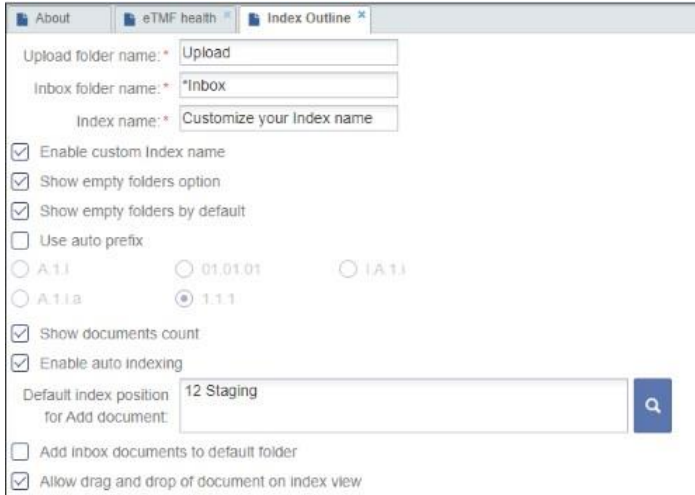 About eTMF health Index Outline
Upload folder name: * Upload
Inbox folder name: * *Inbox
Index name: * Customize your Index name
Enable custom Index name
Show empty folders option
Show empty folders by default
Use auto prefix
A.1.i 01.01.01 I.A.1.i
A.1.i.a 1.1.1
Show documents count
Enable auto indexing
Default index position 12 Staging
for Add document:
Add inbox documents to default folder
Allow drag and drop of document on index view